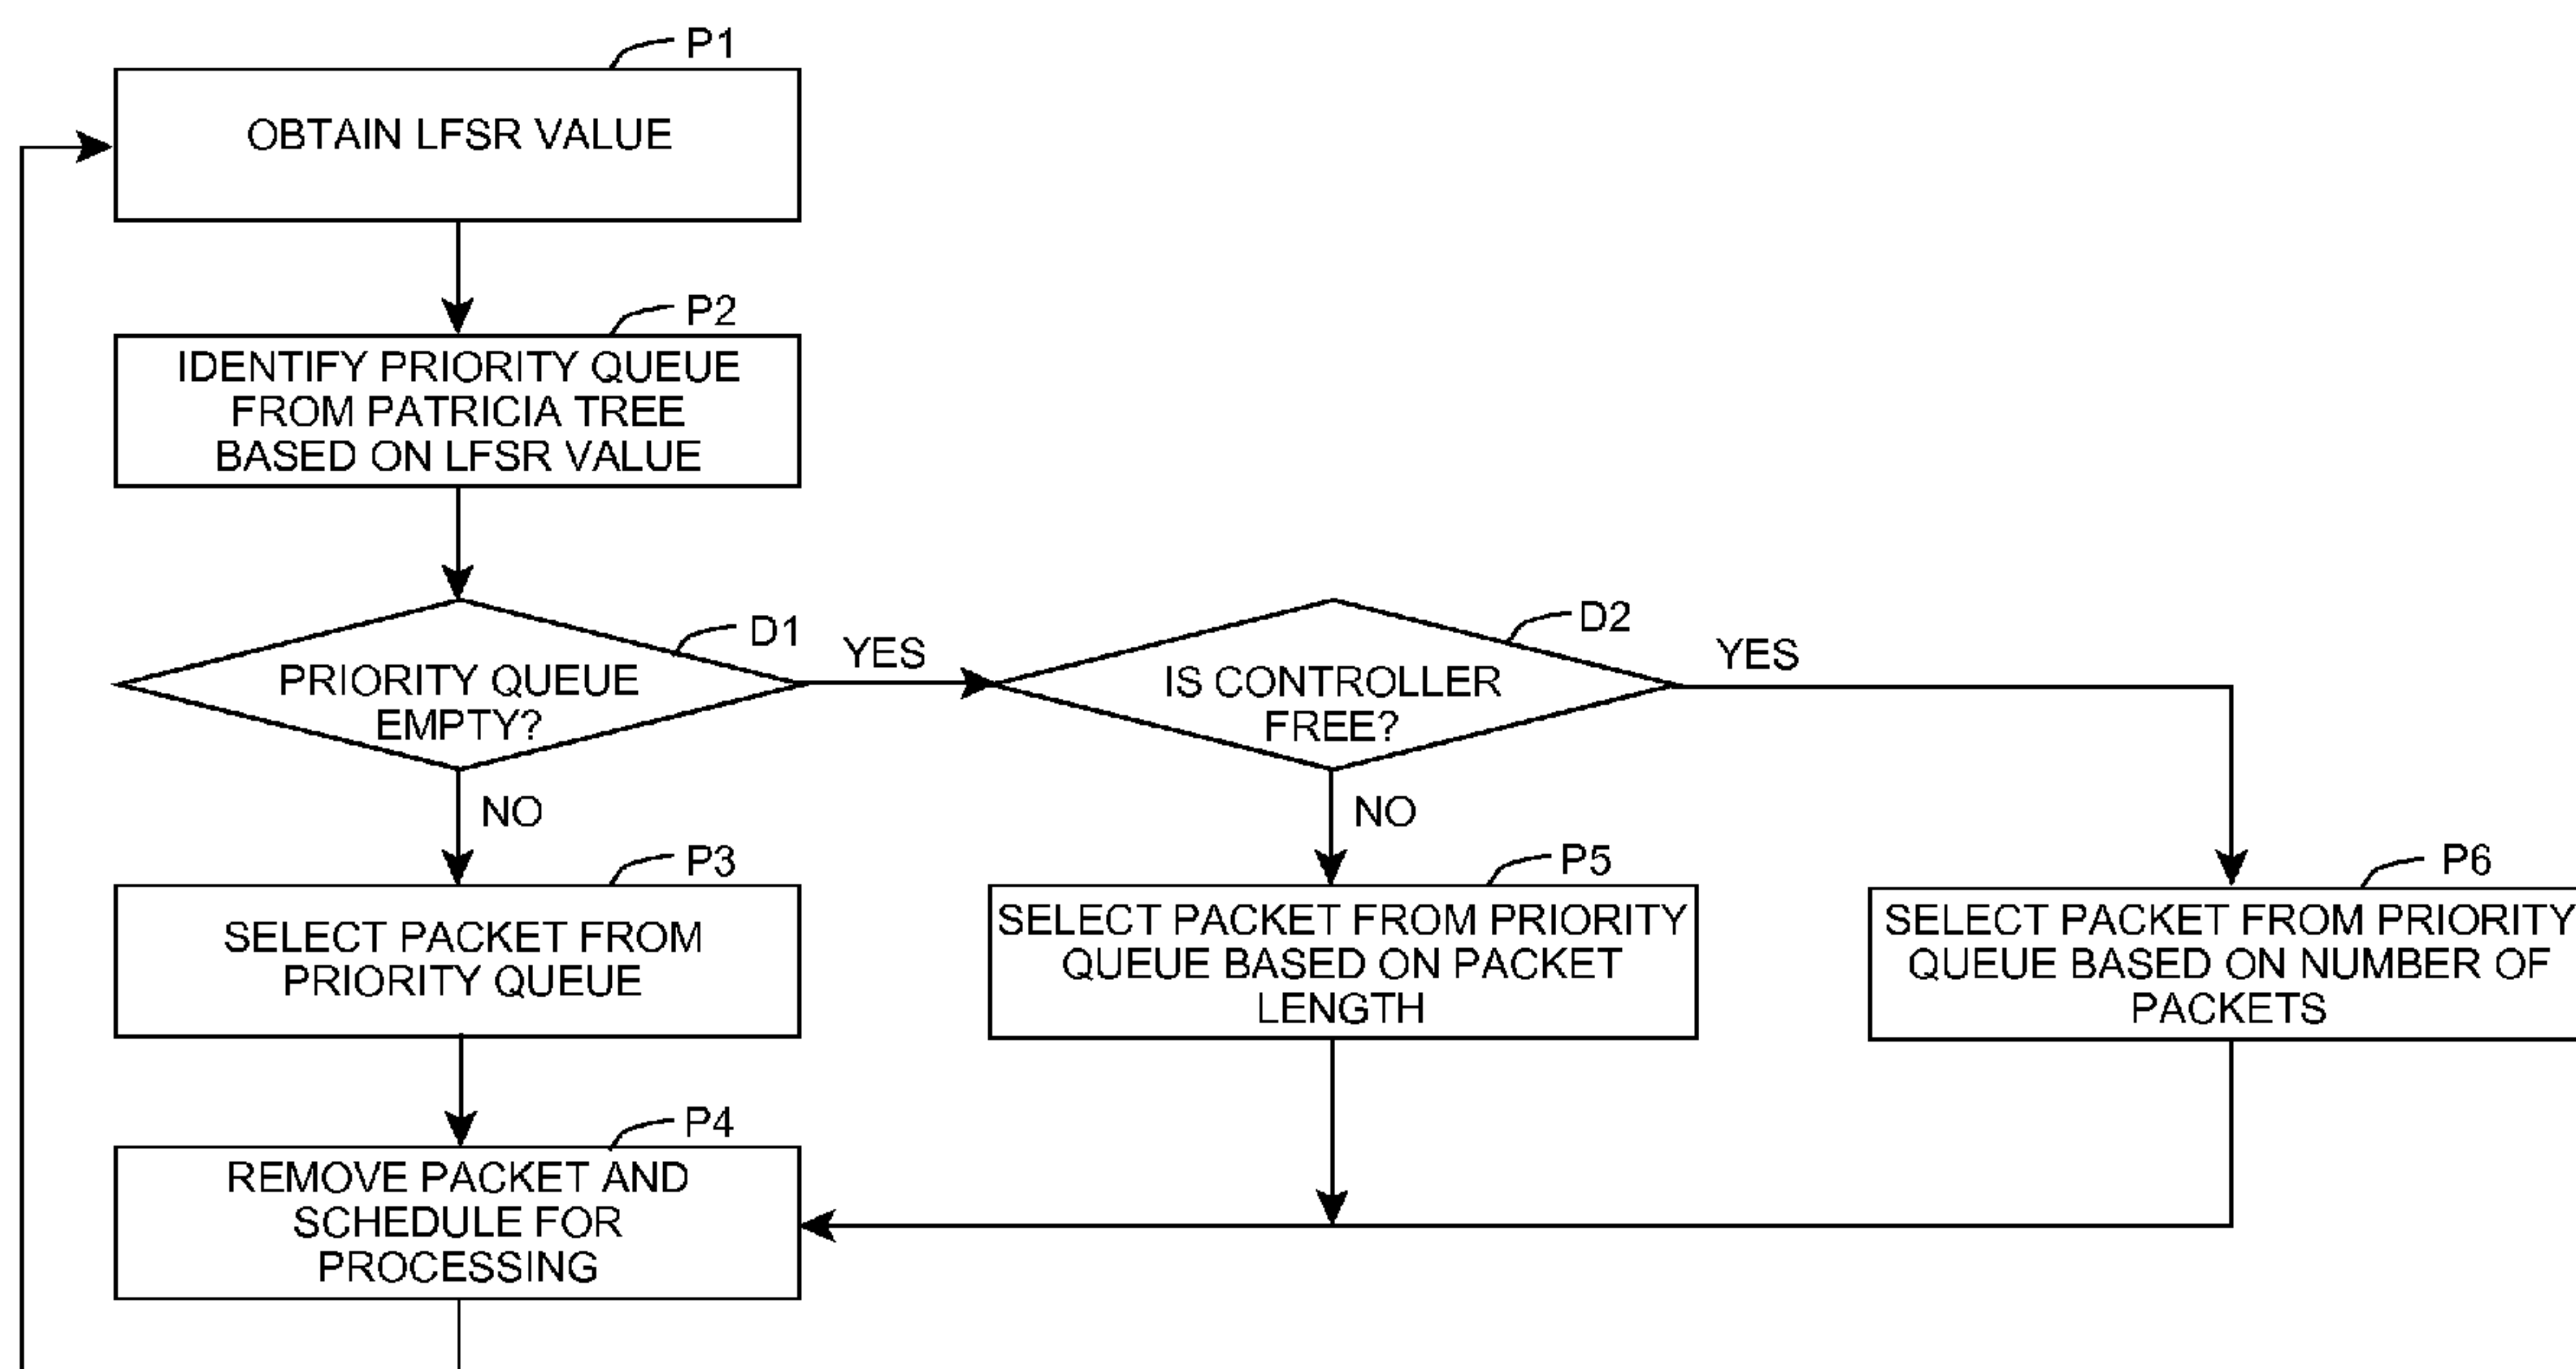 P1
OBTAIN LFSR VALUE
P2
IDENTIFY PRIORITY QUEUE
FROM PATRICIA TREE
BASED ON LFSR VALUE
D1
PRIORITY QUEUE
EMPTY?
YES
D2
IS CONTROLLER
FREE?
YES
NO
NO
P3
SELECT PACKET FROM
PRIORITY QUEUE
P5
SELECT PACKET FROM PRIORITY
QUEUE BASED ON PACKET
LENGTH
P6
SELECT PACKET FROM PRIORITY
QUEUE BASED ON NUMBER OF
PACKETS
P4
REMOVE PACKET AND
SCHEDULE FOR
PROCESSING